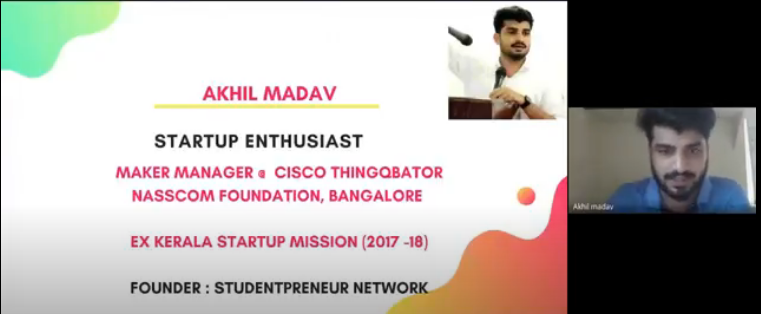 AKHIL MADAV
STARTUP ENTHUSIAST
MAKER MANAGER @ CISCO THINGQBATOR
NASSCOM FOUNDATION, BANGALORE
EX KERALA STARTUP MISSION (2017 -18)
FOUNDER : STUDENTPRENEUR NETWORK
Akhil madav